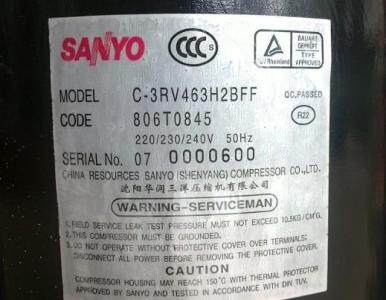 SANYO
CCC
BAUART GEPRÜFT
TÜV Rheinland TYPE APPROVED
MODEL C-3RV463H2BFF QC.PASSED
CODE 806T0845 R22
220/230/240V 50Hz
SERIAL No. 07 0000600
CHINA RESOURCES SANYO (SHENYANG) COMPRESSOR CO.,LTD.
沈阳华润三洋压缩机有限公司
WARNING-SERVICEMAN
1. FIELD SERVICE LEAK TEST PRESSURE MUST NOT EXCEED 10.5KG/CM²G.
2. THIS COMPRESSOR MUST BE GROUNDED.
3. DO NOT OPERATE WITHOUT PROTECTIVE COVER OVER TERMINALS:
DISCONNECT ALL POWER BEFORE REMOVING THE PROTECTIVE COVER.
CAUTION
COMPRESSOR HOUSING MAY REACH 150°C WITH THERMAL PROTECTOR
BY SANYO AND TESTED IN ACCORDANCE WITH DIN TÜV.